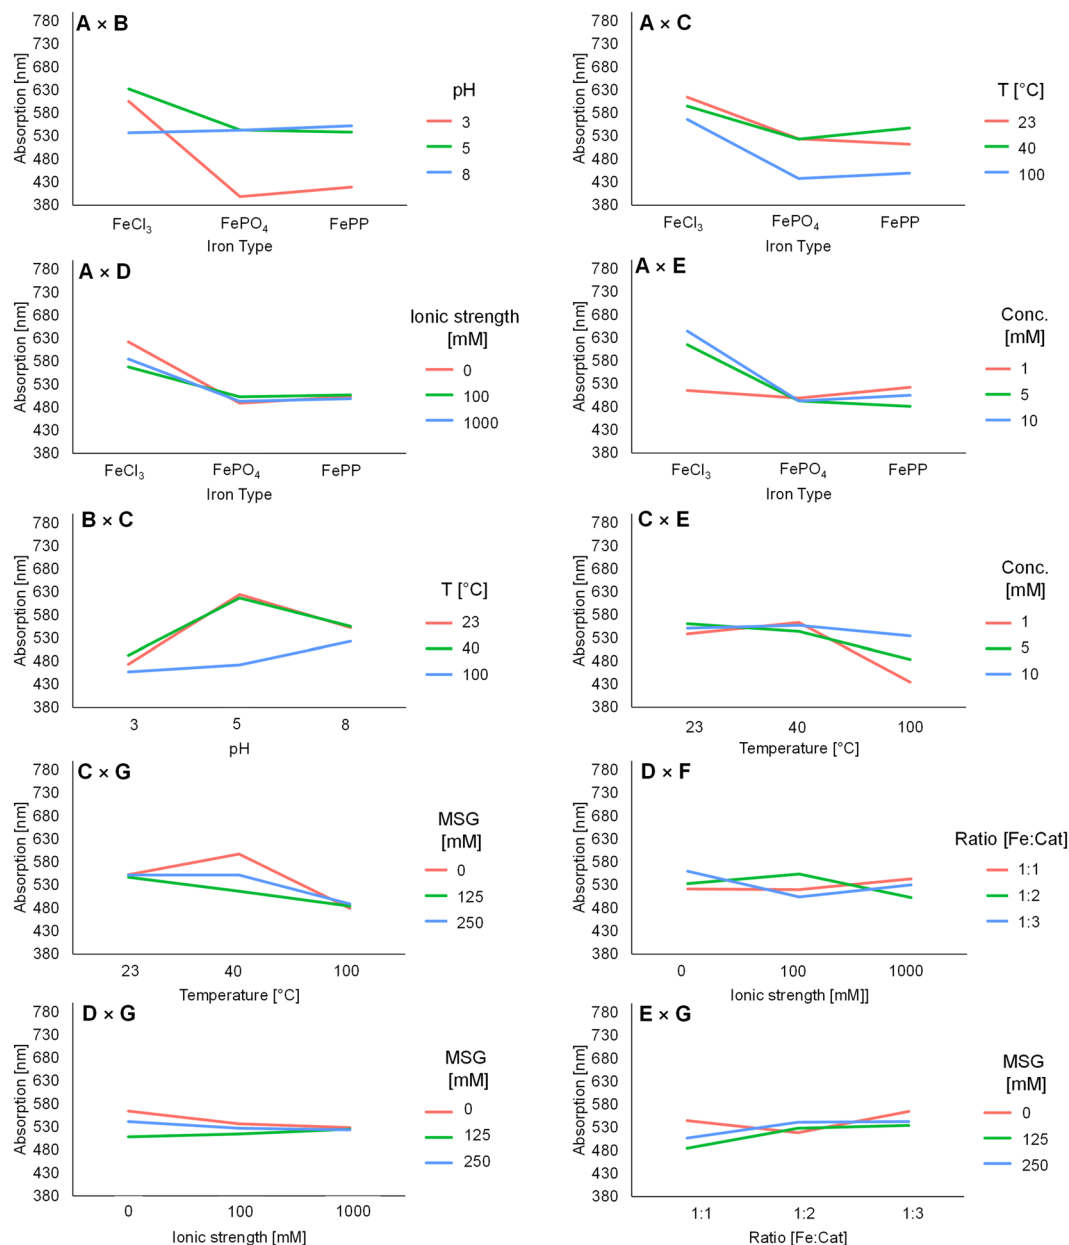 A × B
Absorption [nm]
780
730
680
630
580
530
480
430
380
FeCl₃
FePO₄
FePP
Iron Type
pH
3
5
8
A × C
Absorption [nm]
780
730
680
630
580
530
480
430
380
FeCl₃
FePO₄
FePP
Iron Type
T [°C]
23
40
100
A × D
Absorption [nm]
780
730
680
630
580
530
480
430
380
FeCl₃
FePO₄
FePP
Iron Type
Ionic strength
[mM]
0
100
1000
A × E
Absorption [nm]
780
730
680
630
580
530
480
430
380
FeCl₃
FePO₄
FePP
Iron Type
Conc.
[mM]
1
5
10
B × C
Absorption [nm]
780
730
680
630
580
530
480
430
380
3
5
8
pH
T [°C]
23
40
100
C × E
Absorption [nm]
780
730
680
630
580
530
480
430
380
23
40
100
Temperature [°C]
Conc.
[mM]
1
5
10
C × G
Absorption [nm]
780
730
680
630
580
530
480
430
380
23
40
100
Temperature [°C]
MSG
[mM]
0
125
250
D × F
Absorption [nm]
780
730
680
630
580
530
480
430
380
0
100
1000
Ionic strength [mM]]
Ratio [Fe:Cat]
1:1
1:2
1:3
D × G
Absorption [nm]
780
730
680
630
580
530
480
430
380
0
100
1000
Ionic strength [mM]
MSG
[mM]
0
125
250
E × G
Absorption [nm]
780
730
680
630
580
530
480
430
380
1:1
1:2
1:3
Ratio [Fe:Cat]
MSG
[mM]
0
125
250